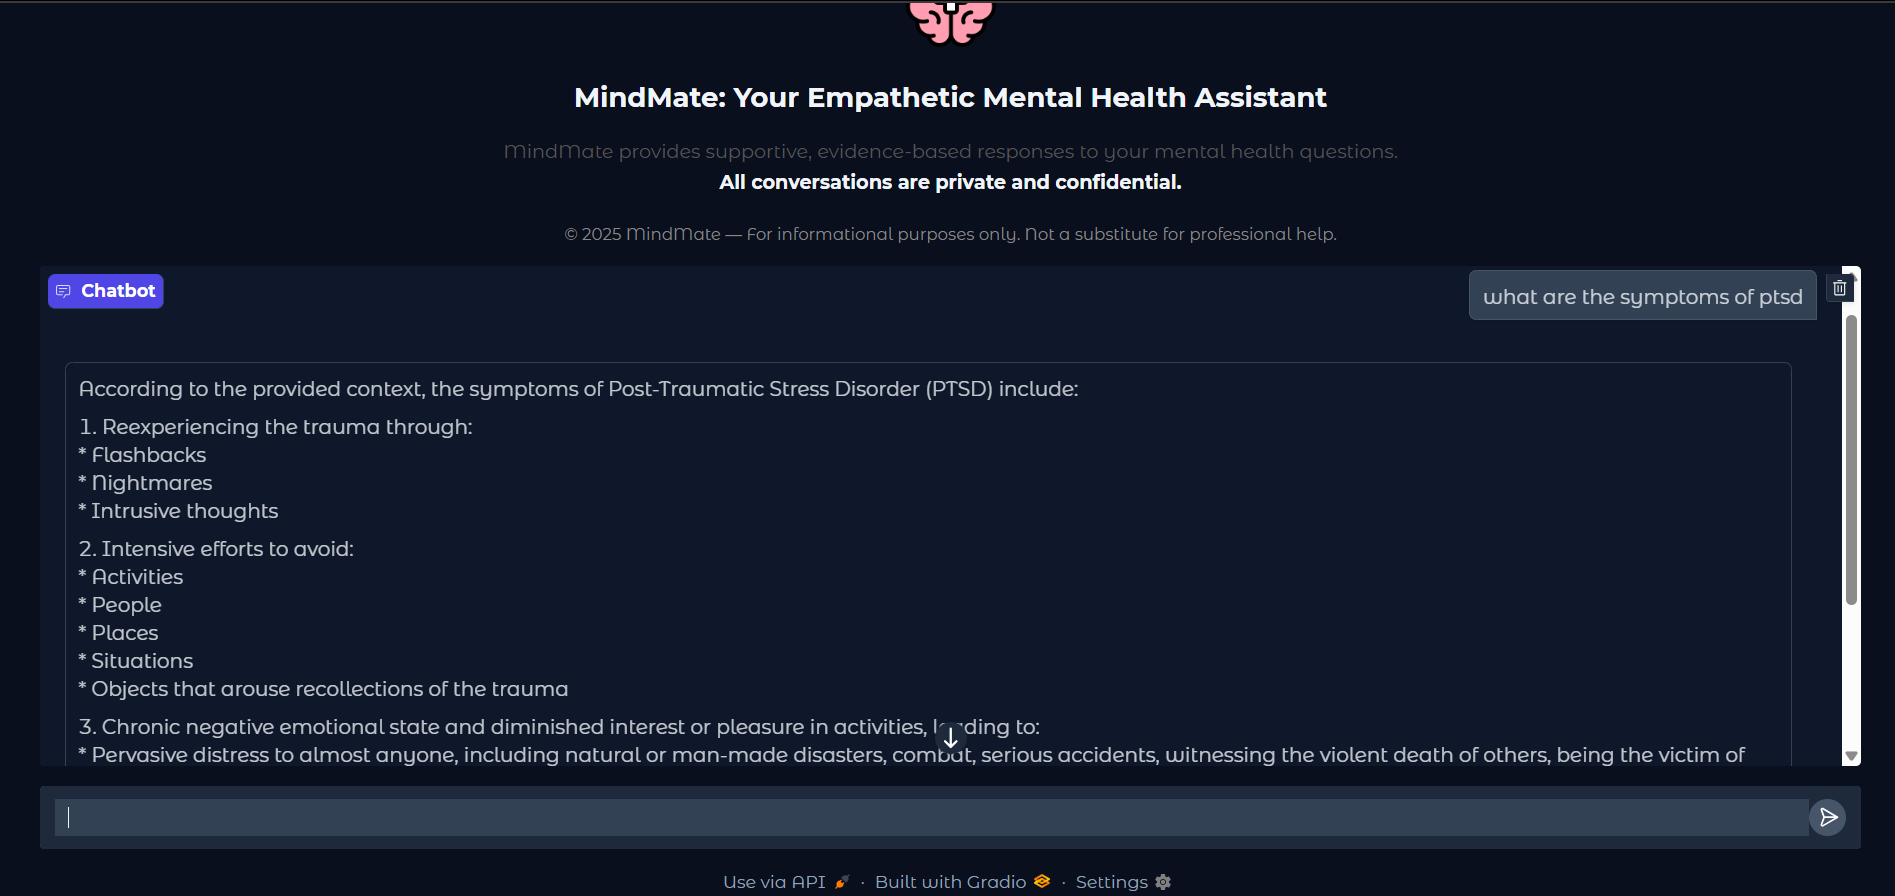 MindMate: Your Empathetic Mental Health Assistant
MindMate provides supportive, evidence-based responses to your mental health questions.
All conversations are private and confidential.
© 2025 MindMate — For informational purposes only. Not a substitute for professional help.
Chatbot
what are the symptoms of ptsd
According to the provided context, the symptoms of Post-Traumatic Stress Disorder (PTSD) include:
1. Reexperiencing the trauma through:
* Flashbacks
* Nightmares
* Intrusive thoughts
2. Intensive efforts to avoid:
* Activities
* People
* Places
* Situations
* Objects that arouse recollections of the trauma
3. Chronic negative emotional state and diminished interest or pleasure in activities, leading to:
* Pervasive distress to almost anyone, including natural or man-made disasters, combat, serious accidents, witnessing the violent death of others, being the victim of
Use via API · Built with Gradio · Settings